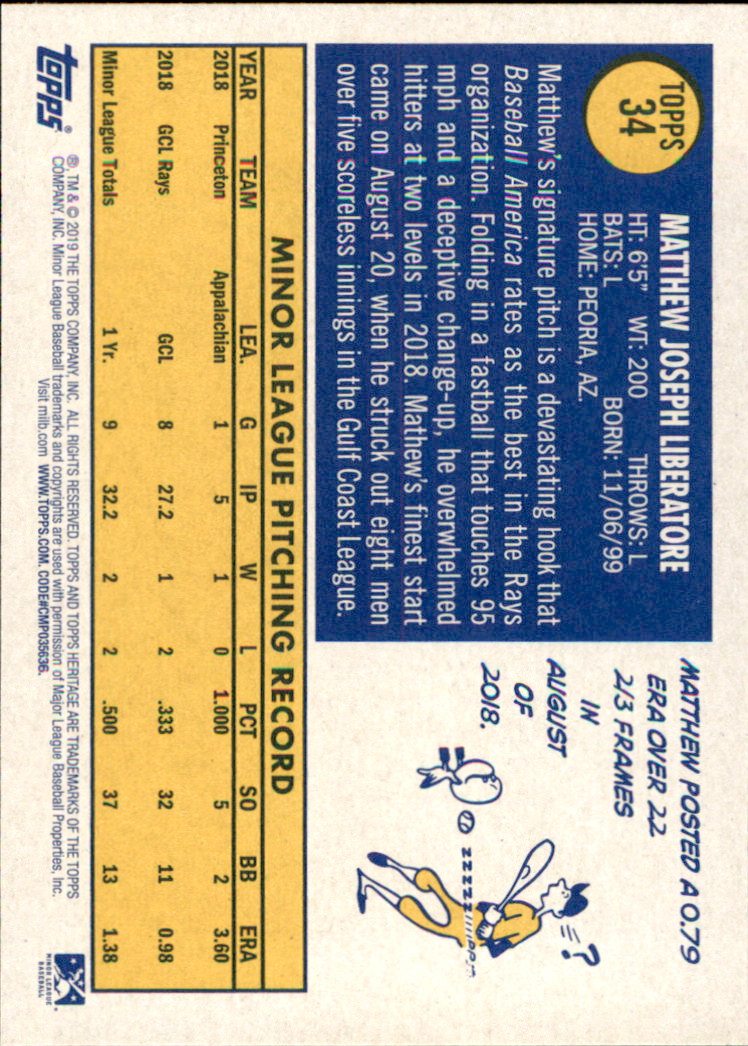 TOPPS
34
MATTHEW JOSEPH LIBERATORE
HT: 6'5" WT: 200 THROWS: L
BATS: L BORN: 11/06/99
HOME: PEORIA, AZ.
Matthew's signature pitch is a devastating hook that
Baseball America rates as the best in the Rays
organization. Folding in a fastball that touches 95
mph and a deceptive change-up, he overwhelmed
hitters at two levels in 2018. Mathew's finest start
came on August 20, when he struck out eight men
over five scoreless innings in the Gulf Coast League.
MATTHEW POSTED A 0.79
ERA OVER 22
2/3 FRAMES
IN
AUGUST
OF
2018.
?
ZZZZZ///IPP...
MINOR LEAGUE PITCHING RECORD
YEAR TEAM LEA. G IP W L PCT SO BB ERA
2018 Princeton Appalachian 1 5 1 0 1.000 5 2 3.60
2018 GCL Rays GCL 8 27.2 1 2 .333 32 11 0.98
Minor League Totals 1 Yr. 9 32.2 2 2 .500 37 13 1.38
topps®
®, TM & © 2019 THE TOPPS COMPANY, INC. ALL RIGHTS RESERVED. TOPPS AND TOPPS HERITAGE ARE TRADEMARKS OF THE TOPPS
COMPANY, INC. Minor League Baseball trademarks and copyrights are used with permission of Major League Baseball Properties, Inc.
Visit milb.com WWW.TOPPS.COM. CODE#CMP035636.
MINOR LEAGUE
BASEBALL